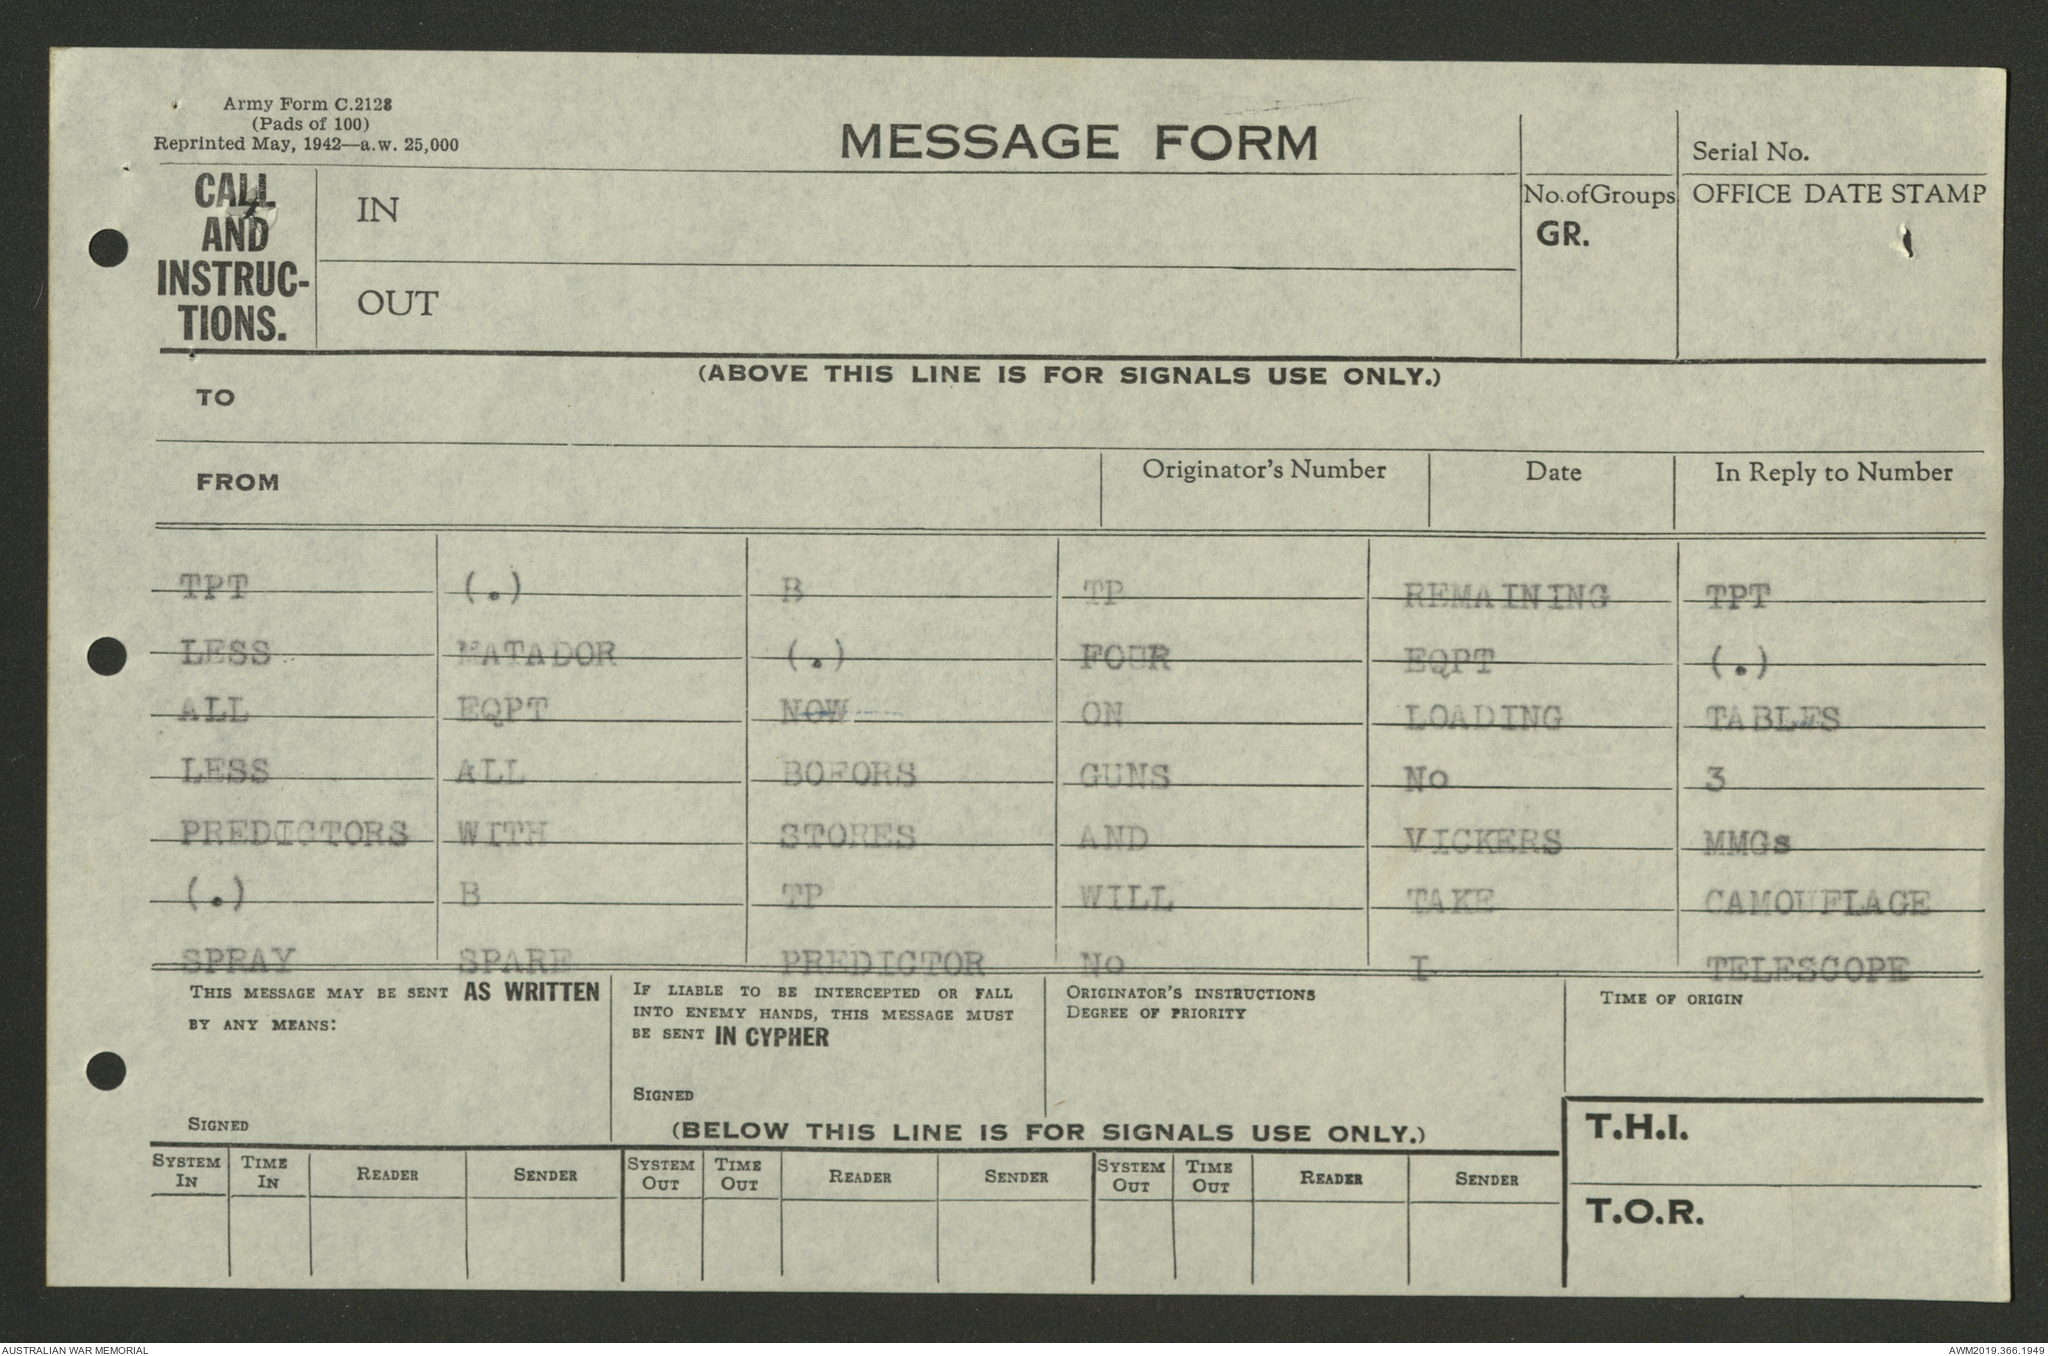 Army Form C.2128
(Pads of 100)
Reprinted May, 1942—a.w. 25,000
MESSAGE FORM
Serial No.
CALL AND INSTRUC- TIONS.
IN
No. of Groups
GR.
OFFICE DATE STAMP
OUT
(ABOVE THIS LINE IS FOR SIGNALS USE ONLY.)
TO
FROM
Originator's Number
Date
In Reply to Number
TPT (.) B TP REMAINING TPT
LESS MATADOR (.) FOUR EQPT (.)
ALL EQPT NOW ON LOADING TABLES
LESS ALL BOFORS GUNS No 3
PREDICTORS WITH STORES AND VICKERS MMGs
(.) B TP WILL TAKE CAMOUFLAGE
SPRAY SPARE PREDICTOR No I TELESCOPE
THIS MESSAGE MAY BE SENT AS WRITTEN
BY ANY MEANS:
SIGNED
IF LIABLE TO BE INTERCEPTED OR FALL
INTO ENEMY HANDS, THIS MESSAGE MUST
BE SENT IN CYPHER
SIGNED
ORIGINATOR'S INSTRUCTIONS
DEGREE OF PRIORITY
TIME OF ORIGIN
(BELOW THIS LINE IS FOR SIGNALS USE ONLY.)
T.H.I.
SYSTEM IN TIME IN READER SENDER SYSTEM OUT TIME OUT READER SENDER SYSTEM OUT TIME OUT READER SENDER
T.O.R.
AUSTRALIAN WAR MEMORIAL
AWM2019.366.1949